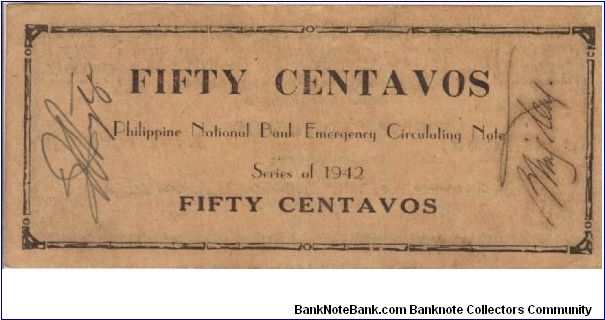 FIFTY CENTAVOS
Philippine National Bank Emergency Circulating Note
Series of 1942
FIFTY CENTAVOS
BankNoteBank.com Banknote Collectors Community